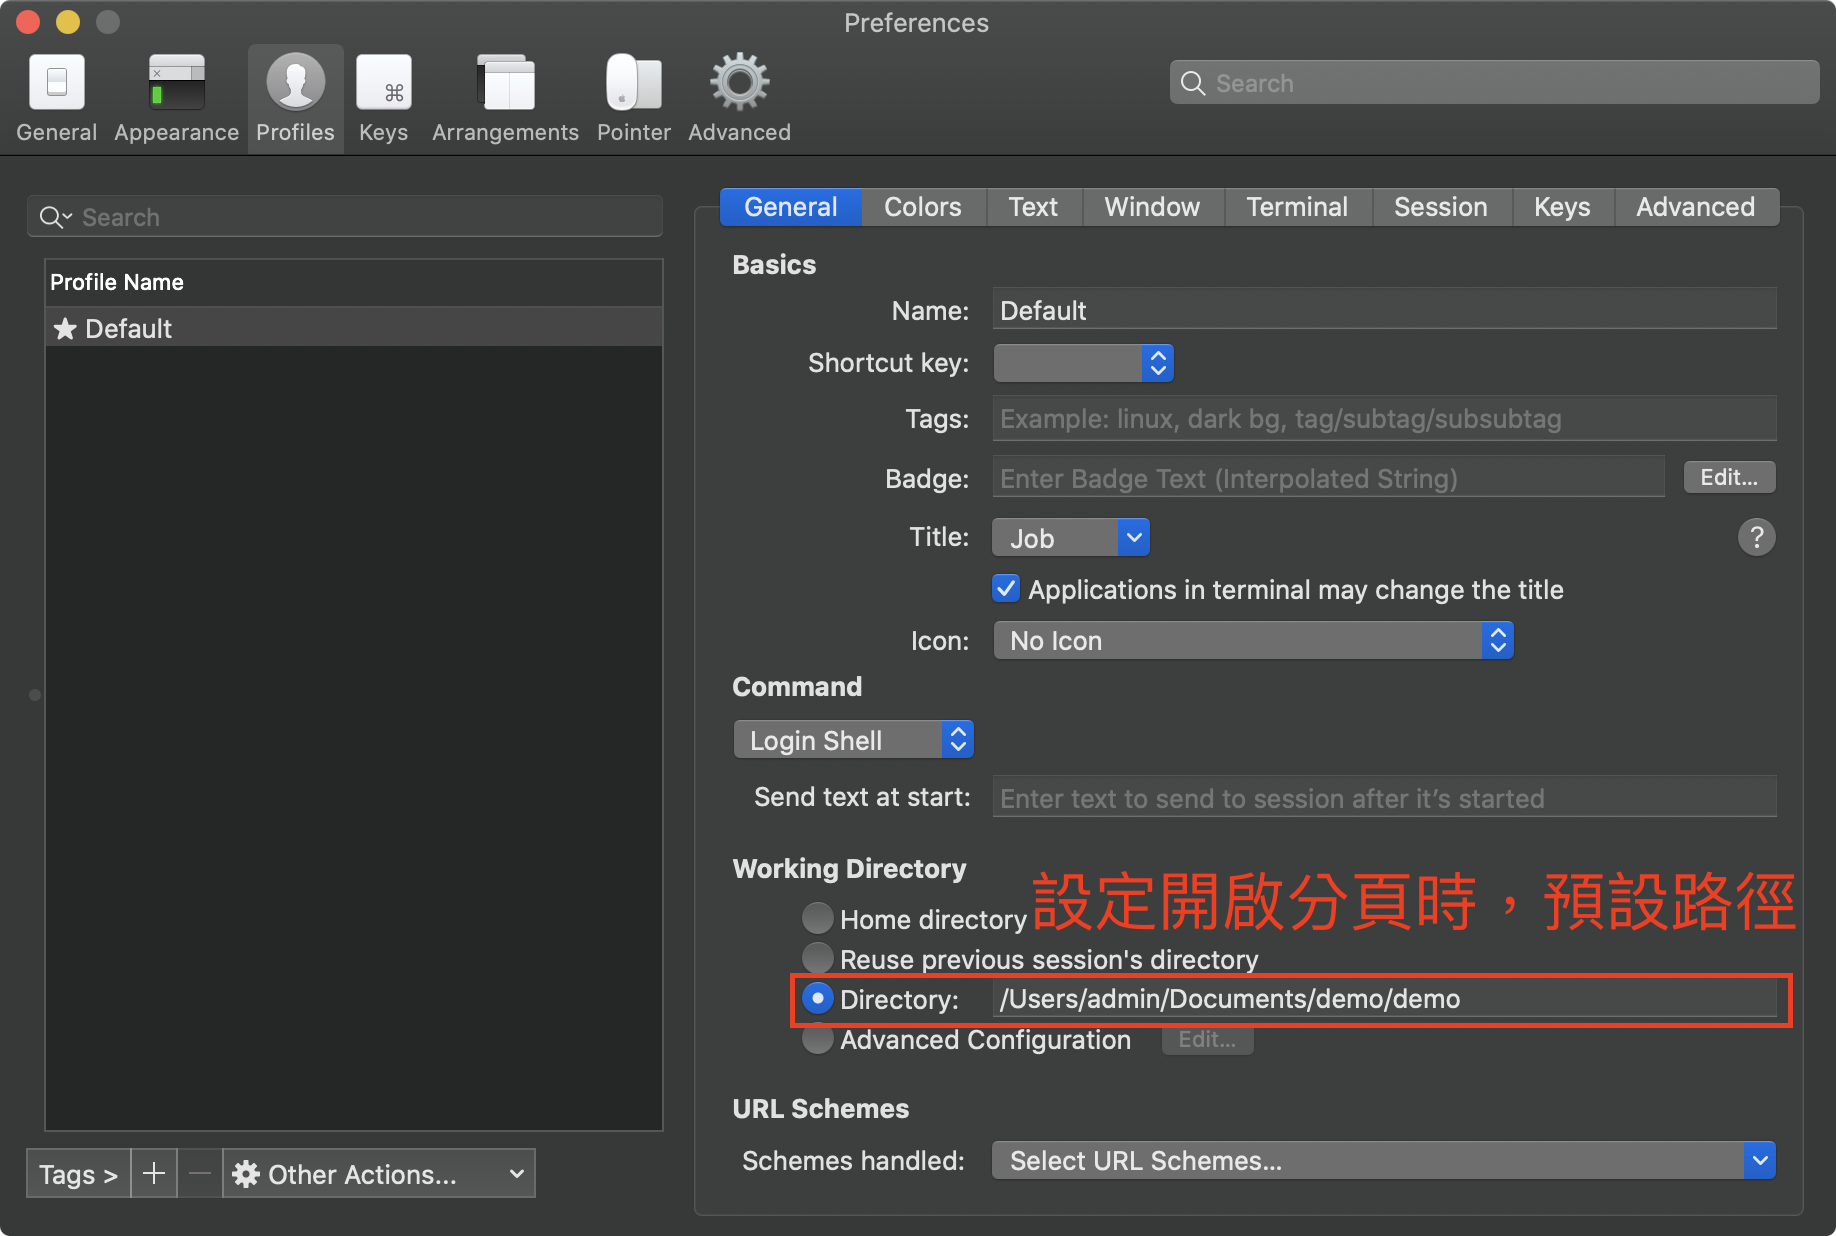 Preferences
General Appearance Profiles Keys Arrangements Pointer Advanced
Search
Search
Profile Name
Default
General Colors Text Window Terminal Session Keys Advanced
Basics
Name: Default
Shortcut key:
Tags: Example: linux, dark bg, tag/subtag/subsubtag
Badge: Enter Badge Text (Interpolated String) Edit...
Title: Job ?
Applications in terminal may change the title
Icon: No Icon
Command
Login Shell
Send text at start: Enter text to send to session after it's started
Working Directory
設定開啟分頁時，預設路徑
Home directory
Reuse previous session's directory
Directory: /Users/admin/Documents/demo/demo
Advanced Configuration Edit...
URL Schemes
Schemes handled: Select URL Schemes...
Tags > + — Other Actions...